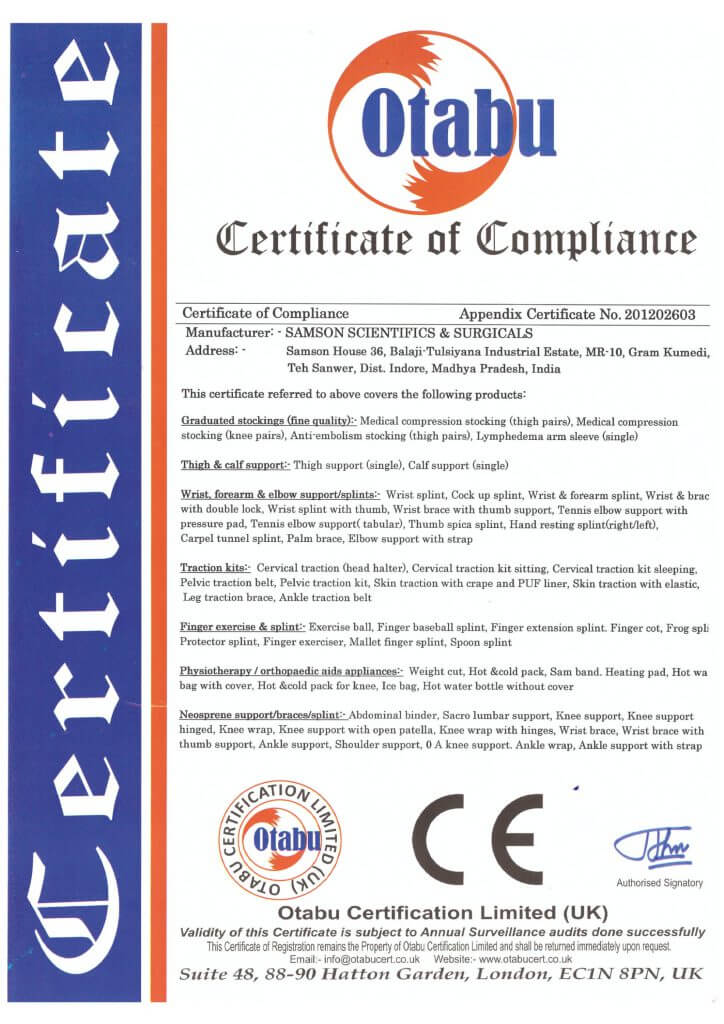 Certificate
Otabu
Certificate of Compliance
Certificate of Compliance Appendix Certificate No. 201202603
Manufacturer: - SAMSON SCIENTIFICS & SURGICALS
Address: - Samson House 36, Balaji-Tulsiyana Industrial Estate, MR-10, Gram Kumedi,
Teh Sanwer, Dist. Indore, Madhya Pradesh, India
This certificate referred to above covers the following products:
Graduated stockings (fine quality):- Medical compression stocking (thigh pairs), Medical compression
stocking (knee pairs), Anti-embolism stocking (thigh pairs), Lymphedema arm sleeve (single)
Thigh & calf support:- Thigh support (single), Calf support (single)
Wrist, forearm & elbow support/splints:- Wrist splint, Cock up splint, Wrist & forearm splint, Wrist & brac
with double lock, Wrist splint with thumb, Wrist brace with thumb support, Tennis elbow support with
pressure pad, Tennis elbow support( tabular), Thumb spica splint, Hand resting splint(right/left),
Carpel tunnel splint, Palm brace, Elbow support with strap
Traction kits:- Cervical traction (head halter), Cervical traction kit sitting, Cervical traction kit sleeping,
Pelvic traction belt, Pelvic traction kit, Skin traction with crape and PUF liner, Skin traction with elastic,
Leg traction brace, Ankle traction belt
Finger exercise & splint:- Exercise ball, Finger baseball splint, Finger extension splint. Finger cot, Frog spli
Protector splint, Finger exerciser, Mallet finger splint, Spoon splint
Physiotherapy / orthopaedic aids appliances:- Weight cut, Hot &cold pack, Sam band. Heating pad, Hot wa
bag with cover, Hot &cold pack for knee, Ice bag, Hot water bottle without cover
Neosprene support/braces/splint:- Abdominal binder, Sacro lumbar support, Knee support, Knee support
hinged, Knee wrap, Knee support with open patella, Knee wrap with hinges, Wrist brace, Wrist brace with
thumb support, Ankle support, Shoulder support, 0 A knee support. Ankle wrap, Ankle support with strap
OTABU CERTIFICATION LIMITED (UK)
Otabu
CE
Authorised Signatory
Otabu Certification Limited (UK)
Validity of this Certificate is subject to Annual Surveillance audits done successfully
This Certificate of Registration remains the Property of Otabu Certification Limited and shall be returned immediately upon request.
Email:- info@otabucert.co.uk Website:- www.otabucert.co.uk
Suite 48, 88-90 Hatton Garden, London, EC1N 8PN, UK